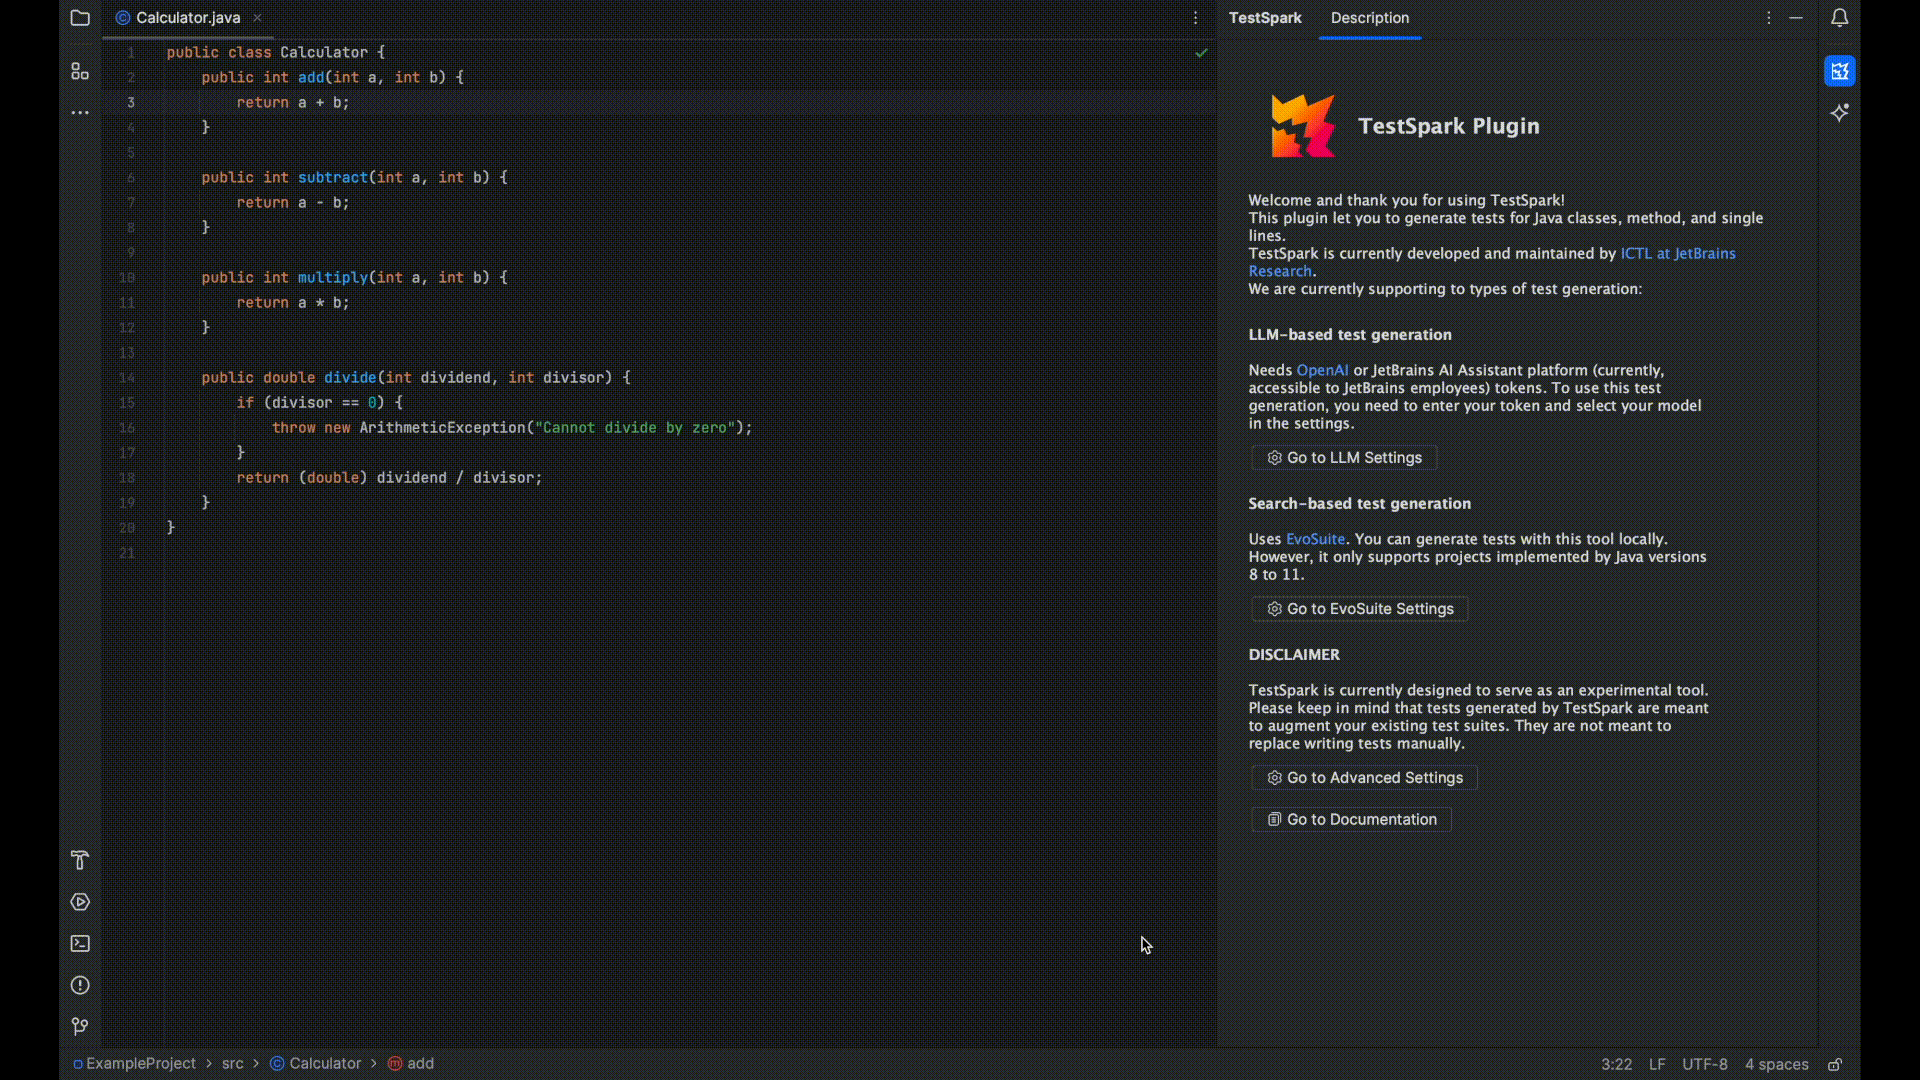 Calculator.java
1 public class Calculator {
2 public int add(int a, int b) {
3 return a + b;
4 }
5
6 public int subtract(int a, int b) {
7 return a - b;
8 }
9
10 public int multiply(int a, int b) {
11 return a * b;
12 }
13
14 public double divide(int dividend, int divisor) {
15 if (divisor == 0) {
16 throw new ArithmeticException("Cannot divide by zero");
17 }
18 return (double) dividend / divisor;
19 }
20 }
21
TestSpark Description
TestSpark Plugin
Welcome and thank you for using TestSpark!
This plugin let you to generate tests for Java classes, method, and single
lines.
TestSpark is currently developed and maintained by ICTL at JetBrains
Research.
We are currently supporting to types of test generation:
LLM-based test generation
Needs OpenAI or JetBrains AI Assistant platform (currently,
accessible to JetBrains employees) tokens. To use this test
generation, you need to enter your token and select your model
in the settings.
Go to LLM Settings
Search-based test generation
Uses EvoSuite. You can generate tests with this tool locally.
However, it only supports projects implemented by Java versions
8 to 11.
Go to EvoSuite Settings
DISCLAIMER
TestSpark is currently designed to serve as an experimental tool.
Please keep in mind that tests generated by TestSpark are meant
to augment your existing test suites. They are not meant to
replace writing tests manually.
Go to Advanced Settings
Go to Documentation
ExampleProject > src > Calculator > add
3:22 LF UTF-8 4 spaces